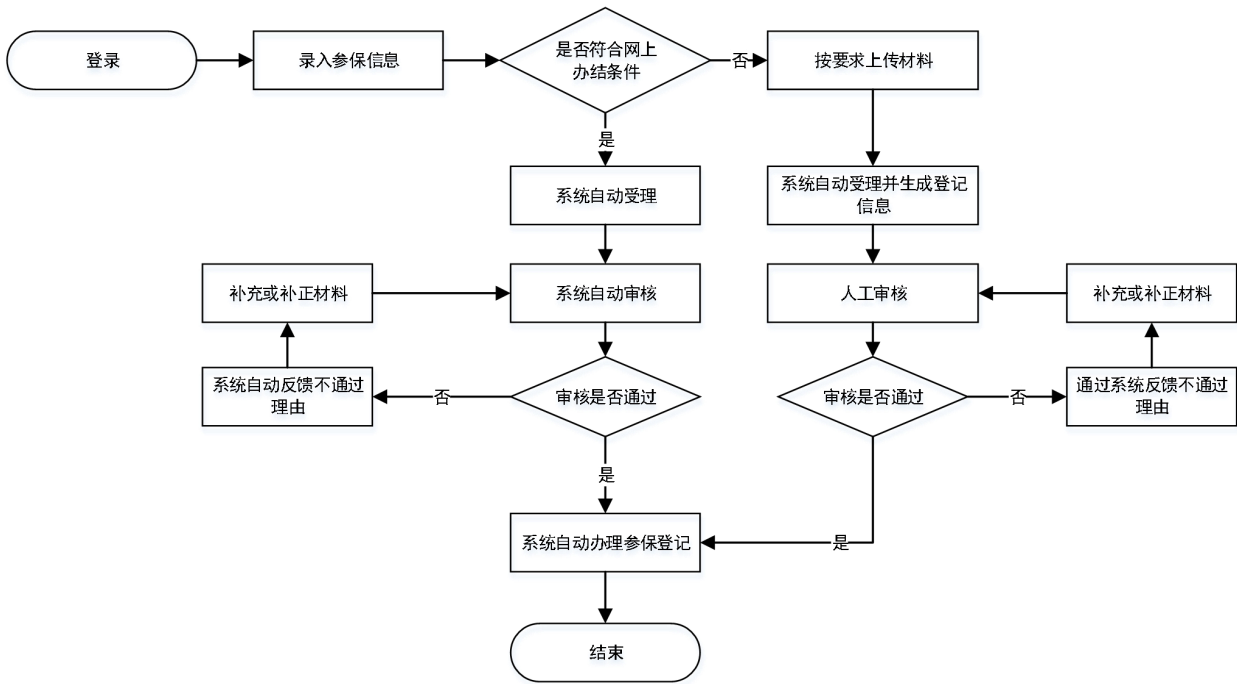 登录
录入参保信息
是否符合网上
办结条件
否
按要求上传材料
是
系统自动受理
系统自动受理并生成登记
信息
补充或补正材料
系统自动审核
人工审核
补充或补正材料
系统自动反馈不通过
理由
否
审核是否通过
审核是否通过
否
通过系统反馈不通过
理由
是
系统自动办理参保登记
是
结束